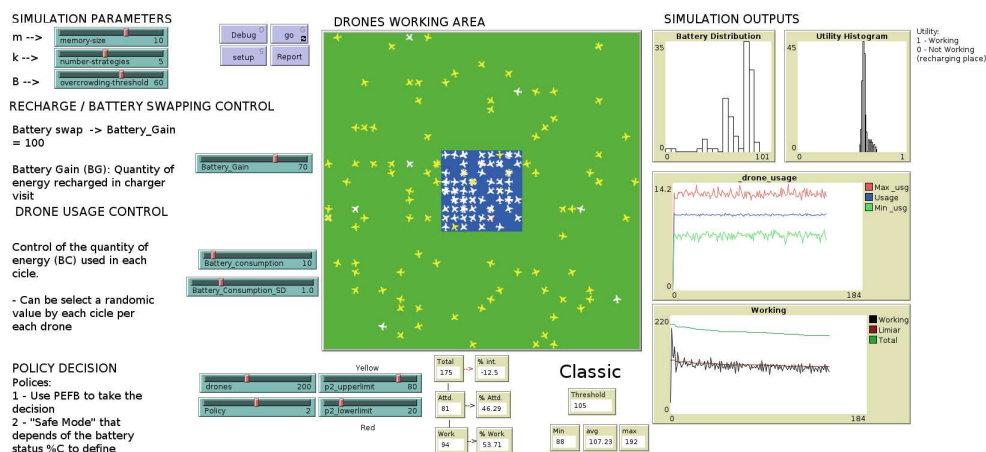 SIMULATION PARAMETERS
m -->
memory-size 10
k -->
number-strategies 5
B -->
overcrowding-threshold 60
Debug D
go G
setup S
Report
RECHARGE / BATTERY SWAPPING CONTROL
Battery swap -> Battery_Gain
= 100
Battery_Gain 70
Battery Gain (BG): Quantity of
energy recharged in charger
visit
DRONE USAGE CONTROL
Control of the quantity of
energy (BC) used in each
cicle.
Battery_consumption 10
Battery_Consumption_SD 1.0
- Can be select a randomic
value by each cicle per
each drone
POLICY DECISION
Polices:
1 - Use PEFB to take the
decision
2 - "Safe Mode" that
depends of the battery
status %C to define
Yellow
drones 200
p2_upperlimit 80
Policy 2
p2_lowerlimit 20
Red
DRONES WORKING AREA
Total
175
% int.
-12.5
Attd.
81
% Attd.
46.29
Work
94
% Work
53.71
Classic
Threshold
105
Min
88
avg
107.23
max
192
SIMULATION OUTPUTS
Battery Distribution
35
0
0
101
Utility Histogram
45
0
0
1
Utility:
1 - Working
0 - Not Working
(recharging place)
_drone_usage
14.2
0
0
184
Max _usg
Usage
Min _usg
Working
220
0
0
184
Working
Limiar
Total